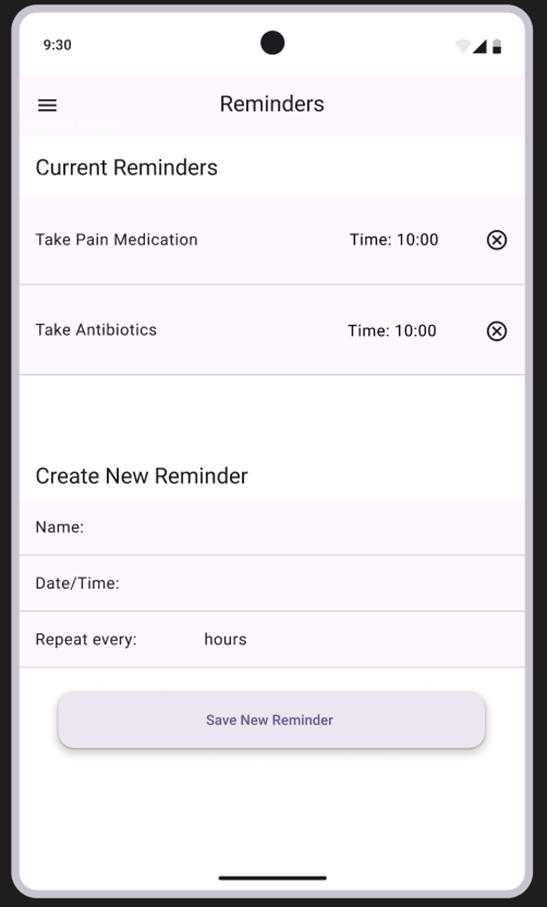 9:30
Reminders
Current Reminders
Take Pain Medication Time: 10:00
Take Antibiotics Time: 10:00
Create New Reminder
Name:
Date/Time:
Repeat every: hours
Save New Reminder